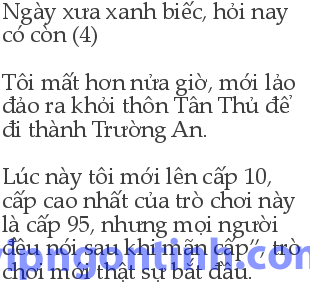 Ngày xưa xanh biếc, hỏi nay
có còn (4)
Tôi mất hơn nửa giờ, mới lảo
đảo ra khỏi thôn Tân Thủ để
đi thành Trường An.
Lúc này tôi mới lên cấp 10,
cấp cao nhất của trò chơi này
là cấp 95, nhưng mọi người
đều nói sau khi mãn cấp”, trò
chơi mới thật sự bắt đầu.
vipngontinh.com